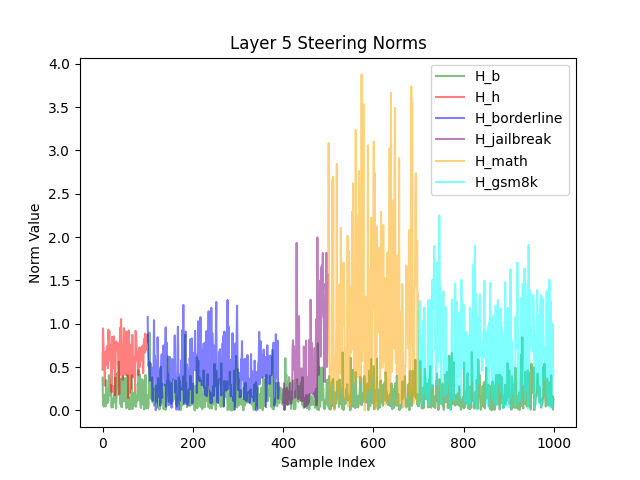 Layer 5 Steering Norms
Norm Value
4.0
3.5
3.0
2.5
2.0
1.5
1.0
0.5
0.0
H_b
H_h
H_borderline
H_jailbreak
H_math
H_gsm8k
0
200
400
600
800
1000
Sample Index